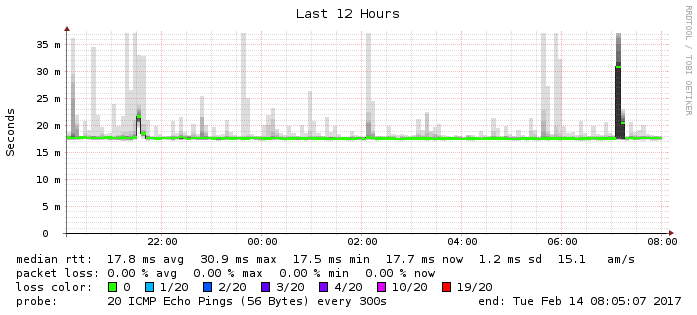 Last 12 Hours
RRDTOOL / TOBI OETIKER
Seconds
35 m
30 m
25 m
20 m
15 m
10 m
5 m
0
22:00 00:00 02:00 04:00 06:00 08:00
median rtt: 17.8 ms avg 30.9 ms max 17.5 ms min 17.7 ms now 1.2 ms sd 15.1 am/s
packet loss: 0.00 % avg 0.00 % max 0.00 % min 0.00 % now
loss color: 0 1/20 2/20 3/20 4/20 10/20 19/20
probe: 20 ICMP Echo Pings (56 Bytes) every 300s end: Tue Feb 14 08:05:07 2017